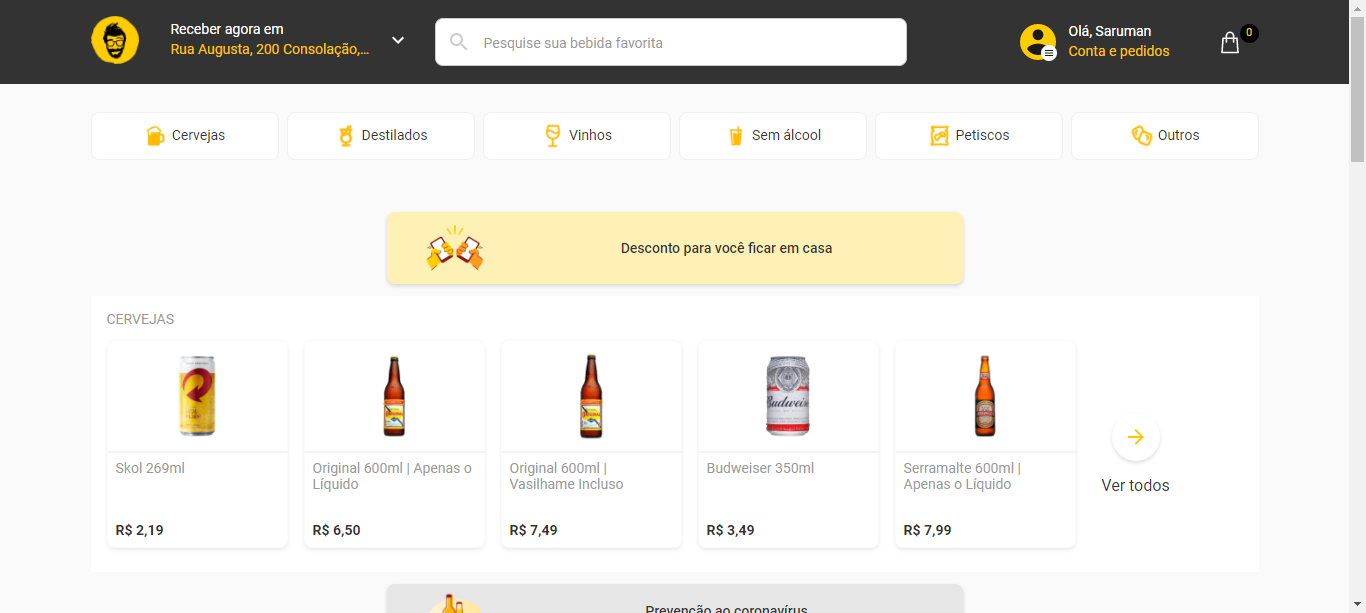 Receber agora em
Rua Augusta, 200 Consolação,...
Pesquise sua bebida favorita
Olá, Saruman
Conta e pedidos
0
Cervejas
Destilados
Vinhos
Sem álcool
Petiscos
Outros
Desconto para você ficar em casa
CERVEJAS
Budweiser
Skol 269ml
Original 600ml | Apenas o
Líquido
Original 600ml |
Vasilhame Incluso
Budweiser 350ml
Serramalte 600ml |
Apenas o Líquido
R$ 2,19
R$ 6,50
R$ 7,49
R$ 3,49
R$ 7,99
Ver todos
Prevenção ao coronavírus